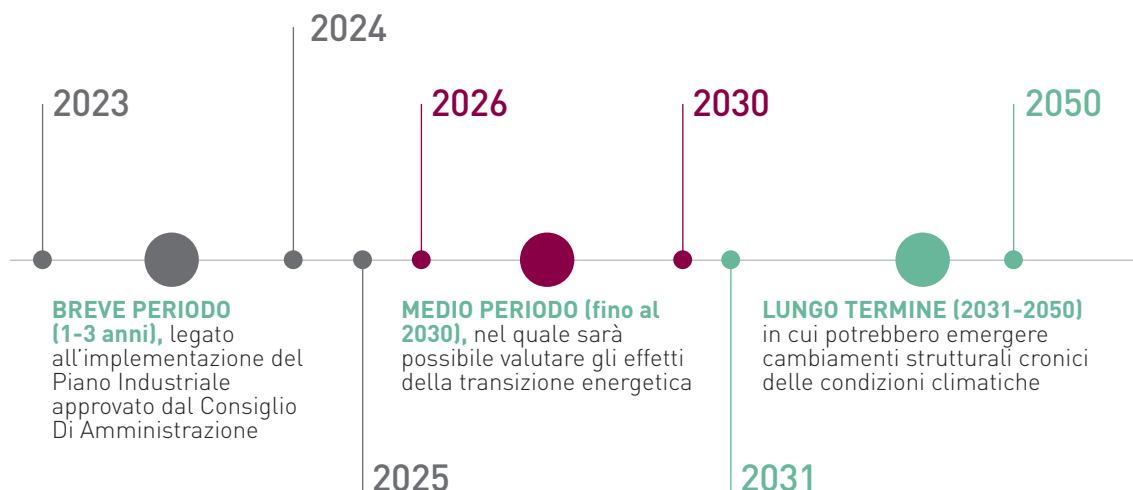 2024
2023
2026
2030
2050
BREVE PERIODO
(1-3 anni), legato
all'implementazione del
Piano Industriale
approvato dal Consiglio
Di Amministrazione
MEDIO PERIODO (fino al
2030), nel quale sarà
possibile valutare gli effetti
della transizione energetica
LUNGO TERMINE (2031-2050)
in cui potrebbero emergere
cambiamenti strutturali cronici
delle condizioni climatiche
2025
2031